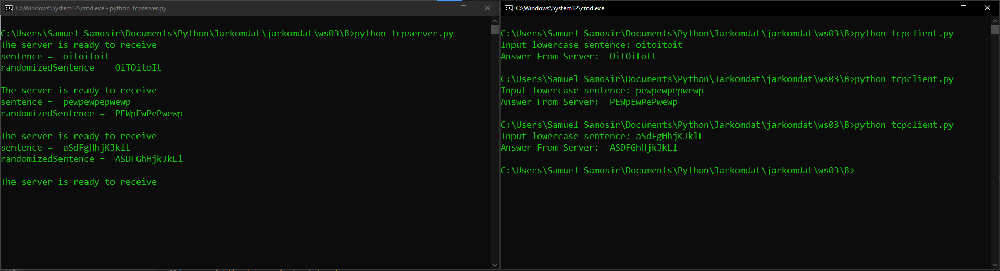 C:\Windows\System32\cmd.exe - python  tcpserver.py
C:\Users\Samuel Samosir\Documents\Python\Jarkomdat\jarkomdat\ws03\B>python tcpserver.py
The server is ready to receive
sentence =  oitoitoit
randomizedSentence =  OiTOitoIt
The server is ready to receive
sentence =  pewpewpepwewp
randomizedSentence =  PEWpEwPePwewp
The server is ready to receive
sentence =  aSdFgHhjKJklL
randomizedSentence =  ASDFGhHjkJkLl
The server is ready to receive
C:\Windows\System32\cmd.exe
C:\Users\Samuel Samosir\Documents\Python\Jarkomdat\jarkomdat\ws03\B>python tcpclient.py
Input lowercase sentence: oitoitoit
Answer From Server:  OiTOitoIt
C:\Users\Samuel Samosir\Documents\Python\Jarkomdat\jarkomdat\ws03\B>python tcpclient.py
Input lowercase sentence: pewpewpepwewp
Answer From Server:  PEWpEwPePwewp
C:\Users\Samuel Samosir\Documents\Python\Jarkomdat\jarkomdat\ws03\B>python tcpclient.py
Input lowercase sentence: aSdFgHhjKJklL
Answer From Server:  ASDFGhHjkJkLl
C:\Users\Samuel Samosir\Documents\Python\Jarkomdat\jarkomdat\ws03\B>